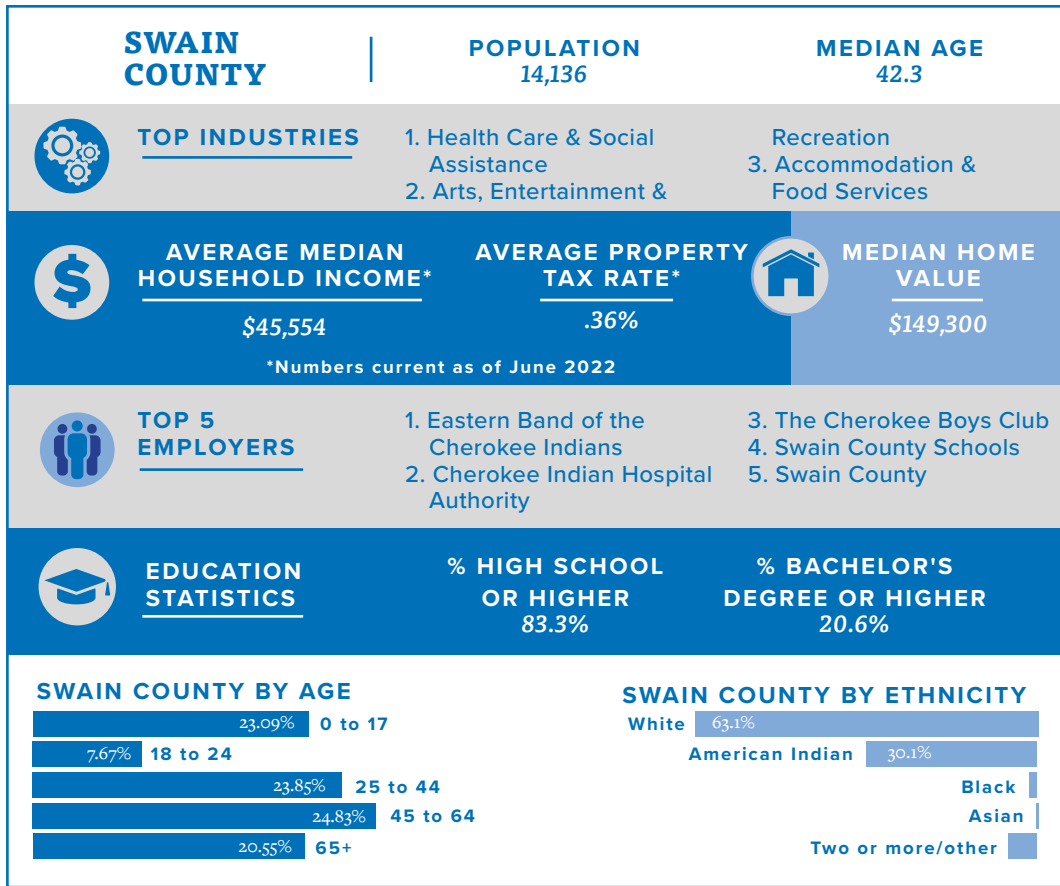 SWAIN
COUNTY
POPULATION
14,136
MEDIAN AGE
42.3
TOP INDUSTRIES
1. Health Care & Social
Assistance
2. Arts, Entertainment &
Recreation
3. Accommodation &
Food Services
AVERAGE MEDIAN
HOUSEHOLD INCOME*
$45,554
AVERAGE PROPERTY
TAX RATE*
.36%
*Numbers current as of June 2022
MEDIAN HOME
VALUE
$149,300
TOP 5
EMPLOYERS
1. Eastern Band of the
Cherokee Indians
2. Cherokee Indian Hospital
Authority
3. The Cherokee Boys Club
4. Swain County Schools
5. Swain County
EDUCATION
STATISTICS
% HIGH SCHOOL
OR HIGHER
83.3%
% BACHELOR'S
DEGREE OR HIGHER
20.6%
SWAIN COUNTY BY AGE
23.09% 0 to 17
7.67% 18 to 24
23.85% 25 to 44
24.83% 45 to 64
20.55% 65+
SWAIN COUNTY BY ETHNICITY
White 63.1%
American Indian 30.1%
Black
Asian
Two or more/other